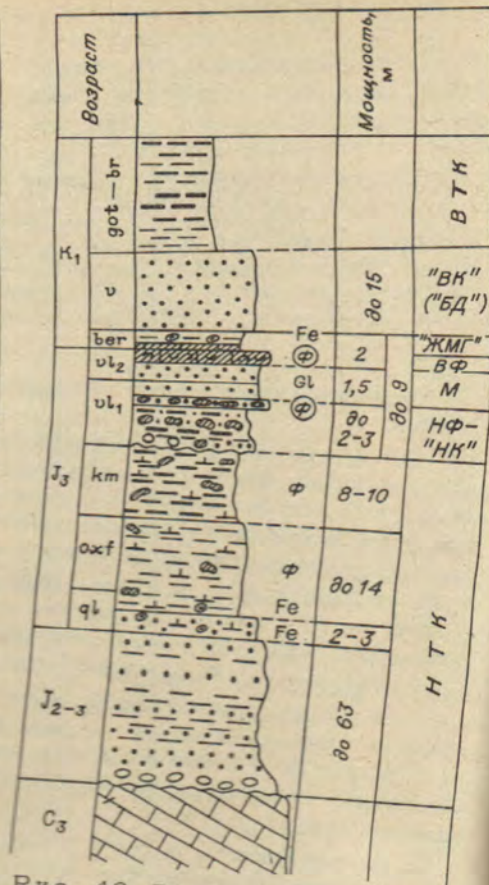 Возраст
Мощность, м
K₁
got — br
ВТК
υ
до 15
"ВК"
("БД")
ber
Fe
"ЖМГ"
υl₂
Ф
2
ВФ
до 9
Gl
1,5
М
υl₁
Ф
до
2-3
НФ-
"НК"
J₃
km
Ф
8-10
oxf
Ф
до 14
НТК
ql
Fe
Fe
2-3
J₂₋₃
до 63
C₃